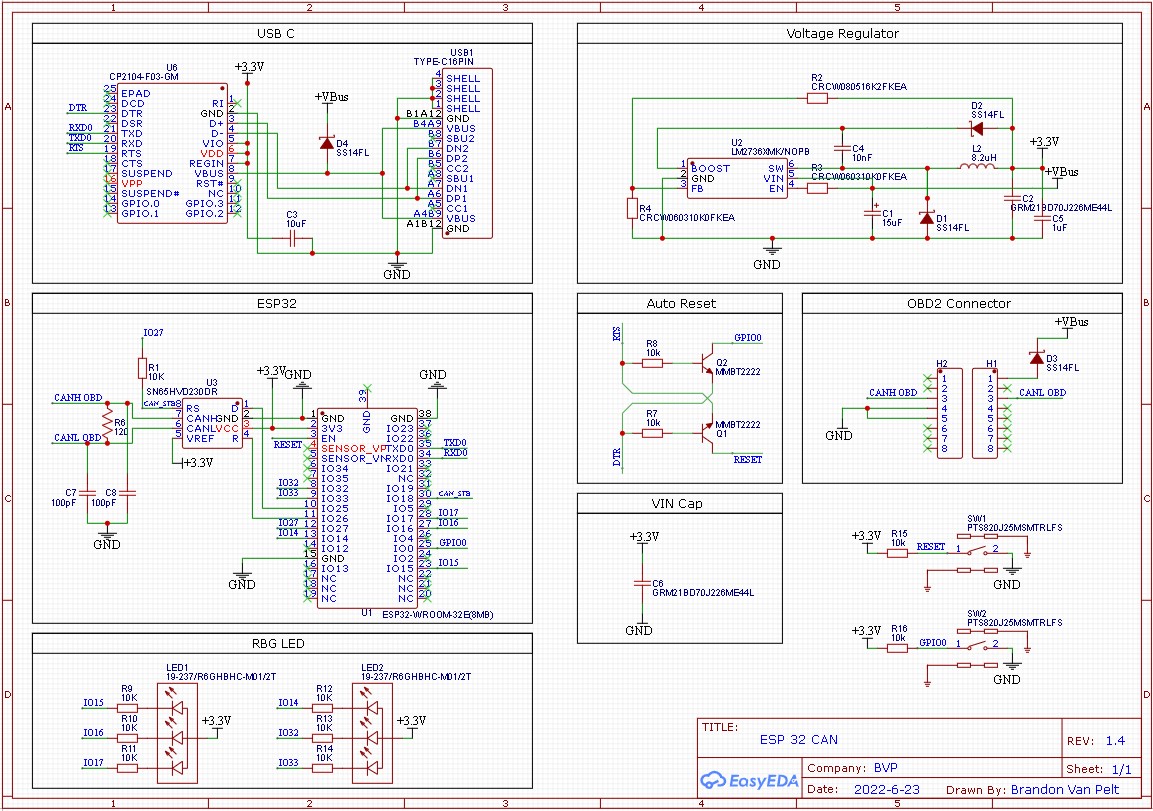 1 2 3 4 5
USB C
U6
CP2104-F03-GM
+3.3V
25 EPAD
24 DCD
DTR 23 DTR
22 DSR
RXD0 21 TXD
TXD0 20 RXD
RTS 19 RTS
18 CTS
17 SUSPEND
16 VPP
15 SUSPEND#
14 GPIO.0
13 GPIO.1
RI 1
GND 2
D+ 3
D- 4
VIO 5
VDD 6
REGIN 7
VBUS 8
RST# 9
NC 10
GPIO.3 11
GPIO.2 12
+VBus
D4
SS14FL
C3
10uF
USB1
TYPE-C16PIN
4 SHELL
3 SHELL
2 SHELL
1 SHELL
B1A12 GND
B4A9 VBUS
B8 SBU2
B7 DN2
B6 DP2
B5 CC2
A8 SBU1
A7 DN1
A6 DP1
A5 CC1
A4B9 VBUS
A1B12 GND
GND
Voltage Regulator
R2
CRCW080516K2FKEA
D2
SS14FL
U2
LM2736XMK/NOPB
1 BOOST
2 GND
3 FB
SW 6
VIN 5
EN 4
C4
10nF
L2
8.2uH
+3.3V
+VBus
R3
CRCW060310K0FKEA
R4
CRCW060310K0FKEA
C1
15uF
D1
SS14FL
C2
GRM21BD70J226ME44L
C5
1uF
GND
ESP32
IO27
R1
10K
U3
SN65HVD230DR
CAN_STB 8 RS
7 CANH
6 CANL
5 VREF
D 1
GND 2
VCC 3
R 4
CANH OBD
CANL OBD
R6
120
+3.3V
C7
100pF
C8
100pF
GND
+3.3V
GND
GND
39
GND
1 GND
2 3V3
RESET 3 EN
4 SENSOR_VP
5 SENSOR_VN
6 IO34
7 IO35
IO32 8 IO32
IO33 9 IO33
10 IO25
11 IO26
IO27 12 IO27
IO14 13 IO14
14 IO12
15 GND
16 IO13
17 NC
18 NC
19 NC
GND 38
IO23 37
IO22 36
TXD0 35 TXD0
RXD0 34 RXD0
IO21 33
NC 32
IO19 31
IO18 30 CAN_STB
IO5 29
IO17 28 IO17
IO16 27 IO16
IO4 26
IO0 25 GPIO0
IO2 24
IO15 23 IO15
NC 22
NC 21
NC 20
GND
U1
ESP32-WROOM-32E(8MB)
Auto Reset
RTS
R8
10k
GPIO0
Q2
MMBT2222
R7
10k
MMBT2222
Q1
DTR
RESET
OBD2 Connector
+VBus
D3
SS14FL
H2
1
2
3
4
5
6
7
8
H1
1
2
3
4
5
6
7
8
CANH OBD
CANL OBD
GND
VIN Cap
+3.3V
C6
GRM21BD70J226ME44L
GND
SW1
PTS820J25MSMTRLFS
+3.3V
R15
10k
RESET 1 2
GND
SW2
PTS820J25MSMTRLFS
+3.3V
R16
10k
GPIO0 1 2
GND
RBG LED
LED1
19-237/R6GHBHC-M01/2T
IO15
R9
10K
IO16
R10
10K
IO17
R11
10K
+3.3V
LED2
19-237/R6GHBHC-M01/2T
IO14
R12
10K
IO32
R13
10K
IO33
R14
10K
+3.3V
TITLE:
ESP 32 CAN
REV: 1.4
EasyEDA
Company: BVP
Sheet: 1/1
Date: 2022-6-23
Drawn By: Brandon Van Pelt
A
B
C
D
A
B
C
D
1 2 3 4 5